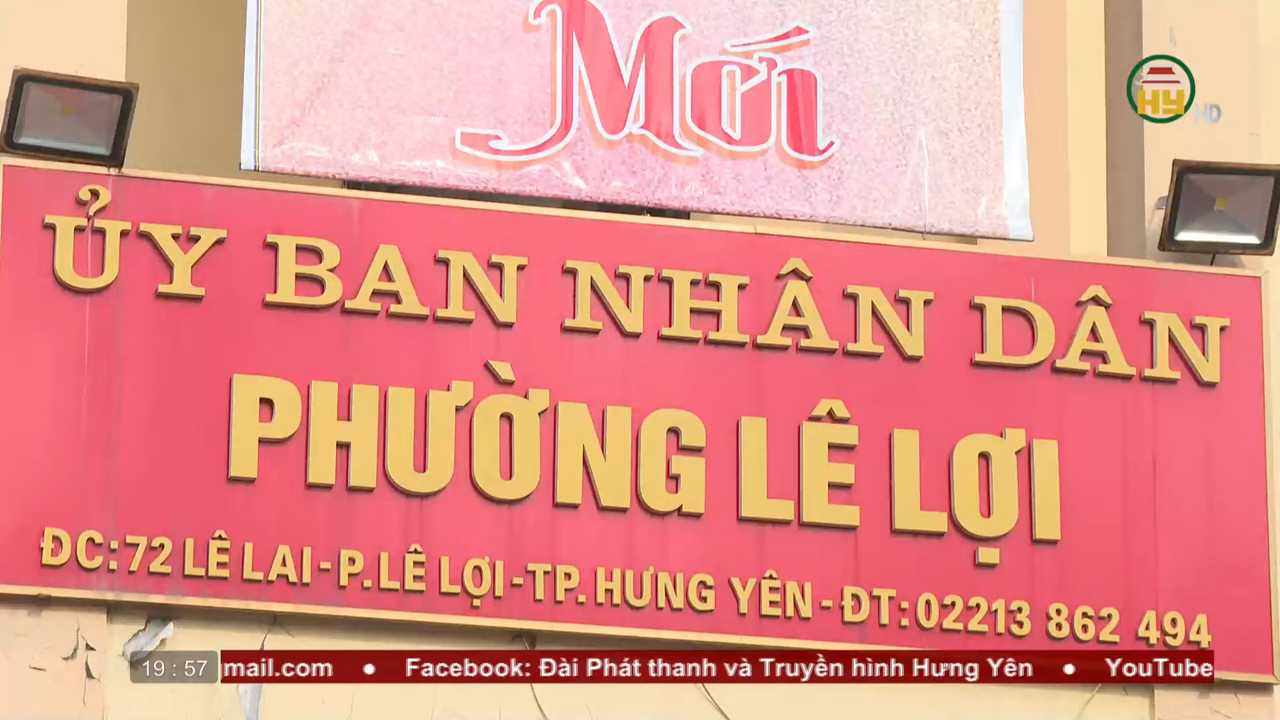 Mới
HY HD
ỦY BAN NHÂN DÂN
PHƯỜNG LÊ LỢI
ĐC:72 LÊ LAI-P.LÊ LỢI-TP.HƯNG YÊN-ĐT:02213 862 494
19 : 57 mail.com • Facebook: Đài Phát thanh và Truyền hình Hưng Yên • YouTube